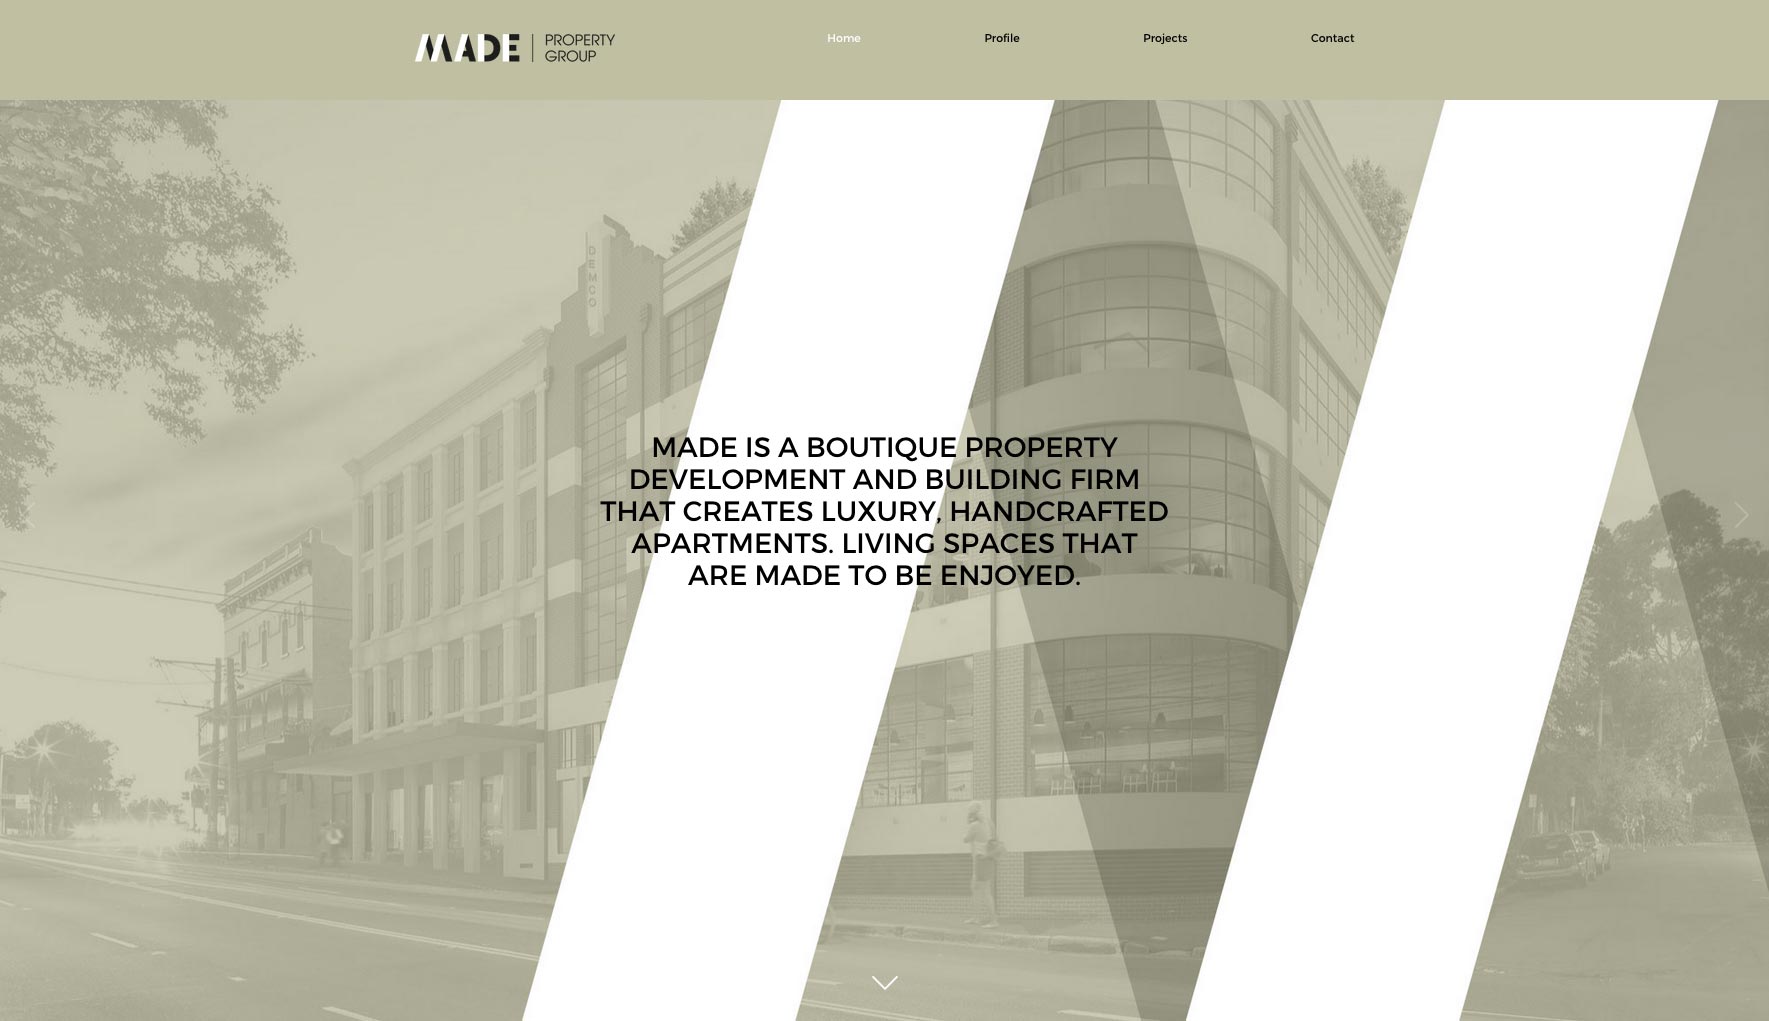 MADE
PROPERTY
GROUP
Home
Profile
Projects
Contact
DEMCO
MADE IS A BOUTIQUE PROPERTY
DEVELOPMENT AND BUILDING FIRM
THAT CREATES LUXURY, HANDCRAFTED
APARTMENTS. LIVING SPACES THAT
ARE MADE TO BE ENJOYED.